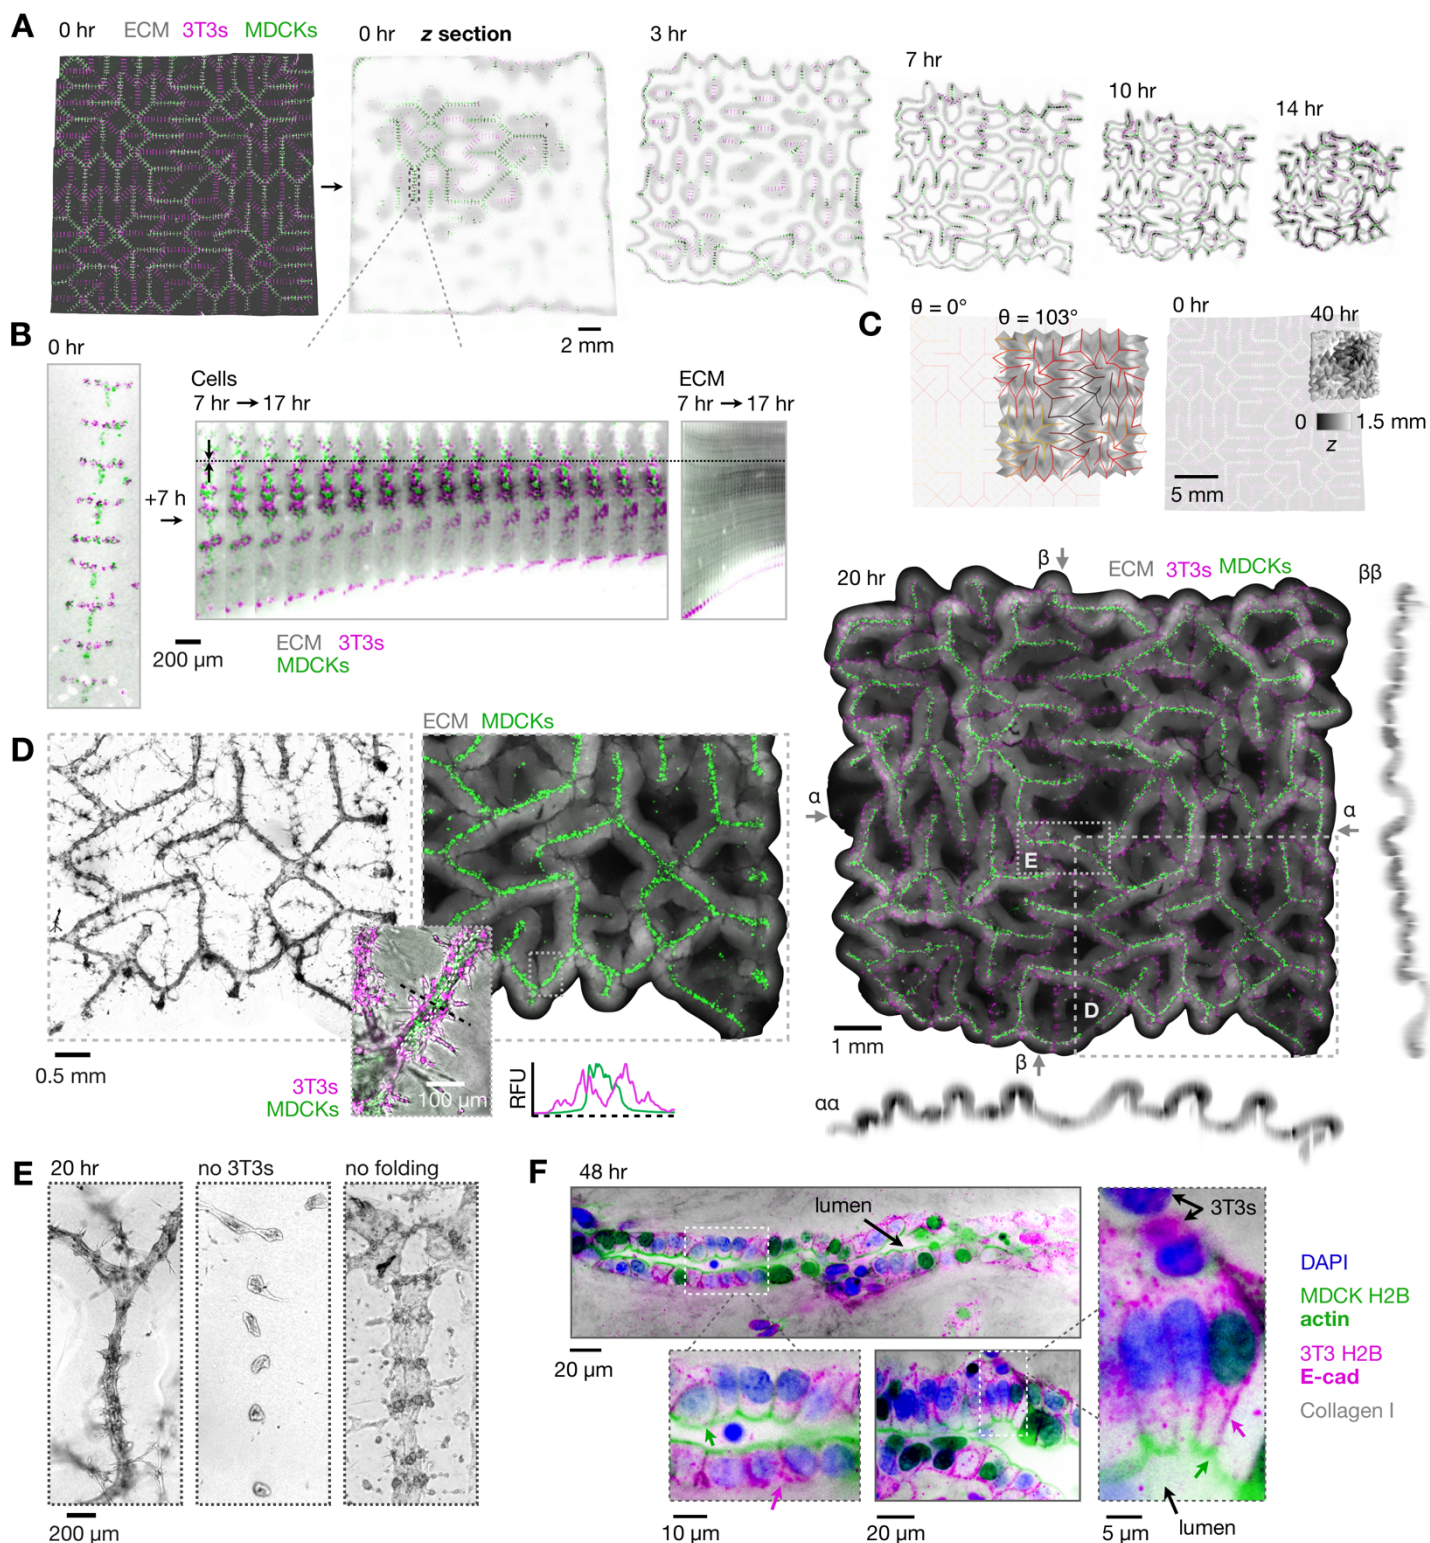 A
0 hr ECM 3T3s MDCKs
0 hr z section
3 hr
7 hr
10 hr
14 hr
2 mm
B
0 hr
+7 h
Cells
7 hr → 17 hr
ECM
7 hr → 17 hr
200 µm
ECM 3T3s
MDCKs
C
θ = 0°
θ = 103°
0 hr
40 hr
0 1.5 mm
z
5 mm
20 hr
β
ECM 3T3s MDCKs
ββ
α
α
E
D
1 mm
β
αα
D
ECM MDCKs
0.5 mm
3T3s
MDCKs
100 µm
RFU
E
20 hr
no 3T3s
no folding
200 µm
F
48 hr
lumen
20 µm
3T3s
10 µm
20 µm
5 µm
lumen
DAPI
MDCK H2B
actin
3T3 H2B
E-cad
Collagen I